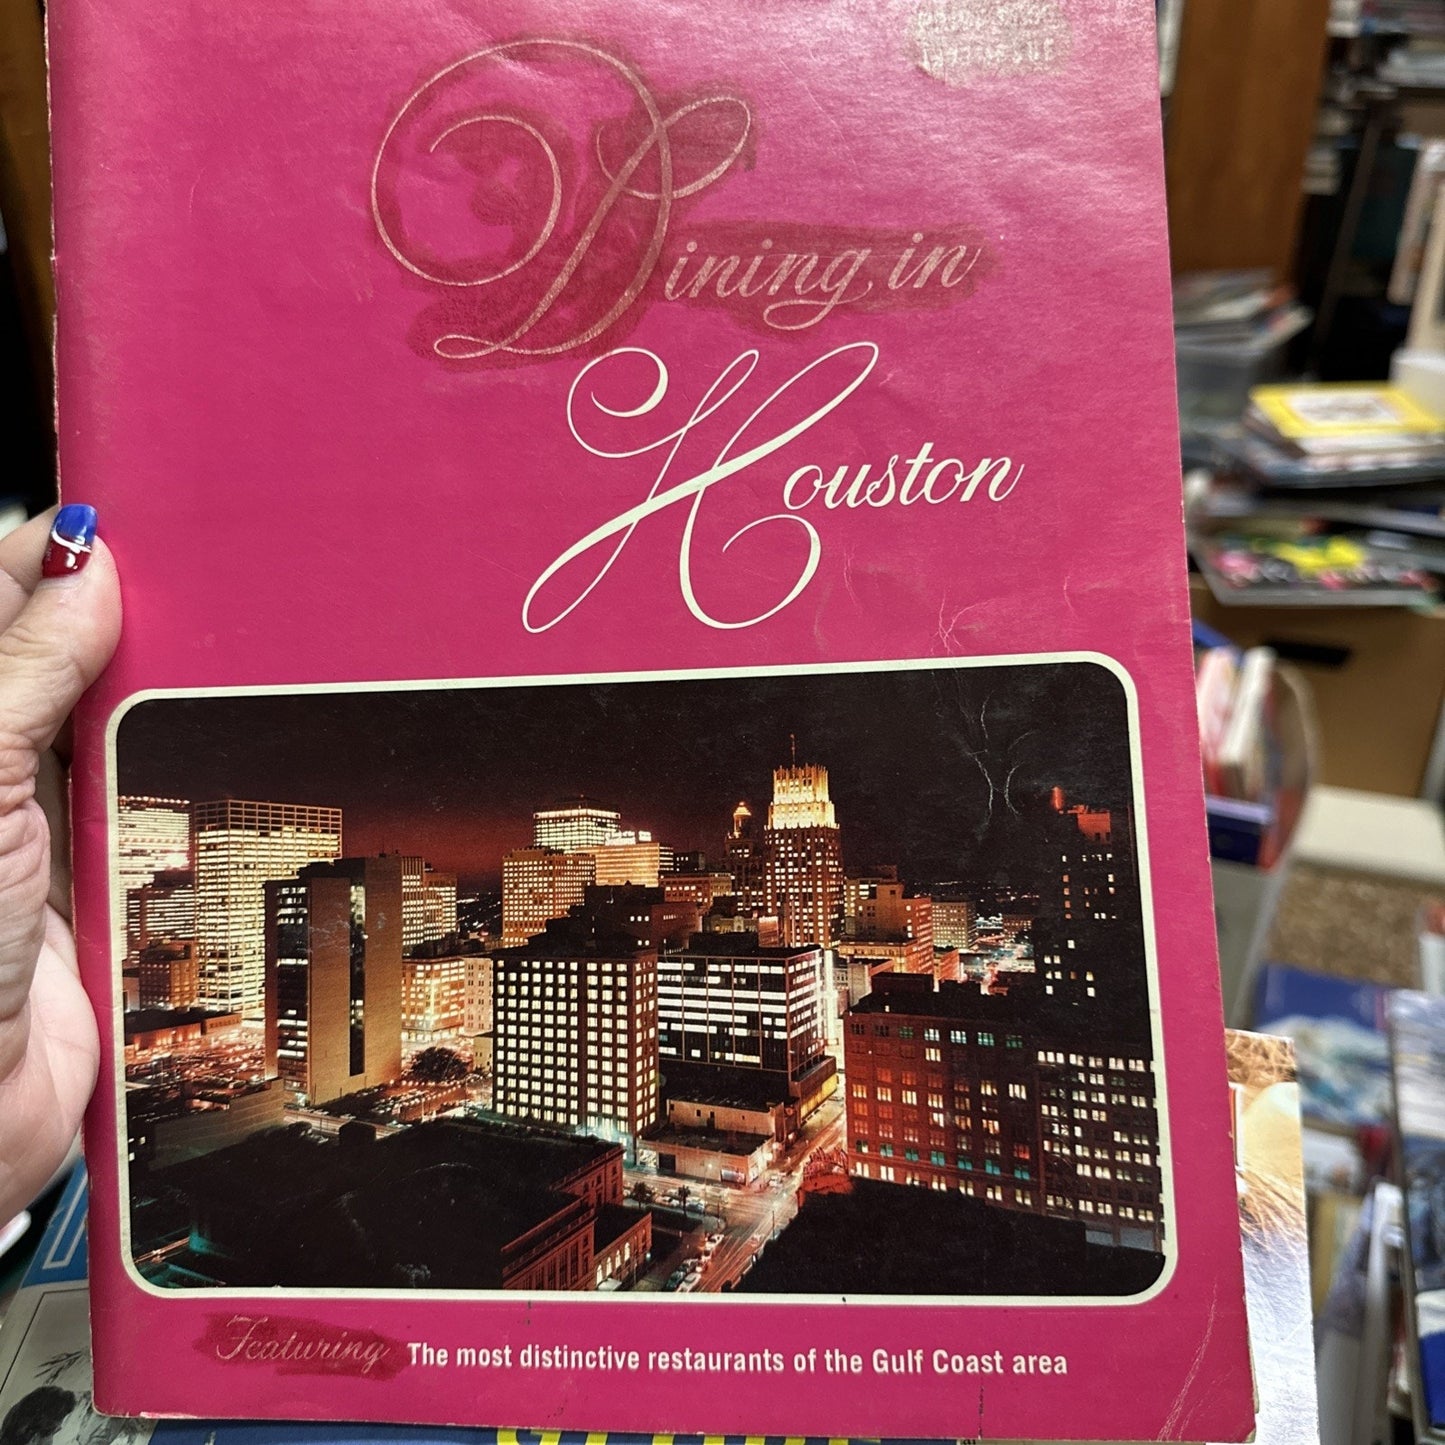 Dining in
Houston
Featuring The most distinctive restaurants of the Gulf Coast area